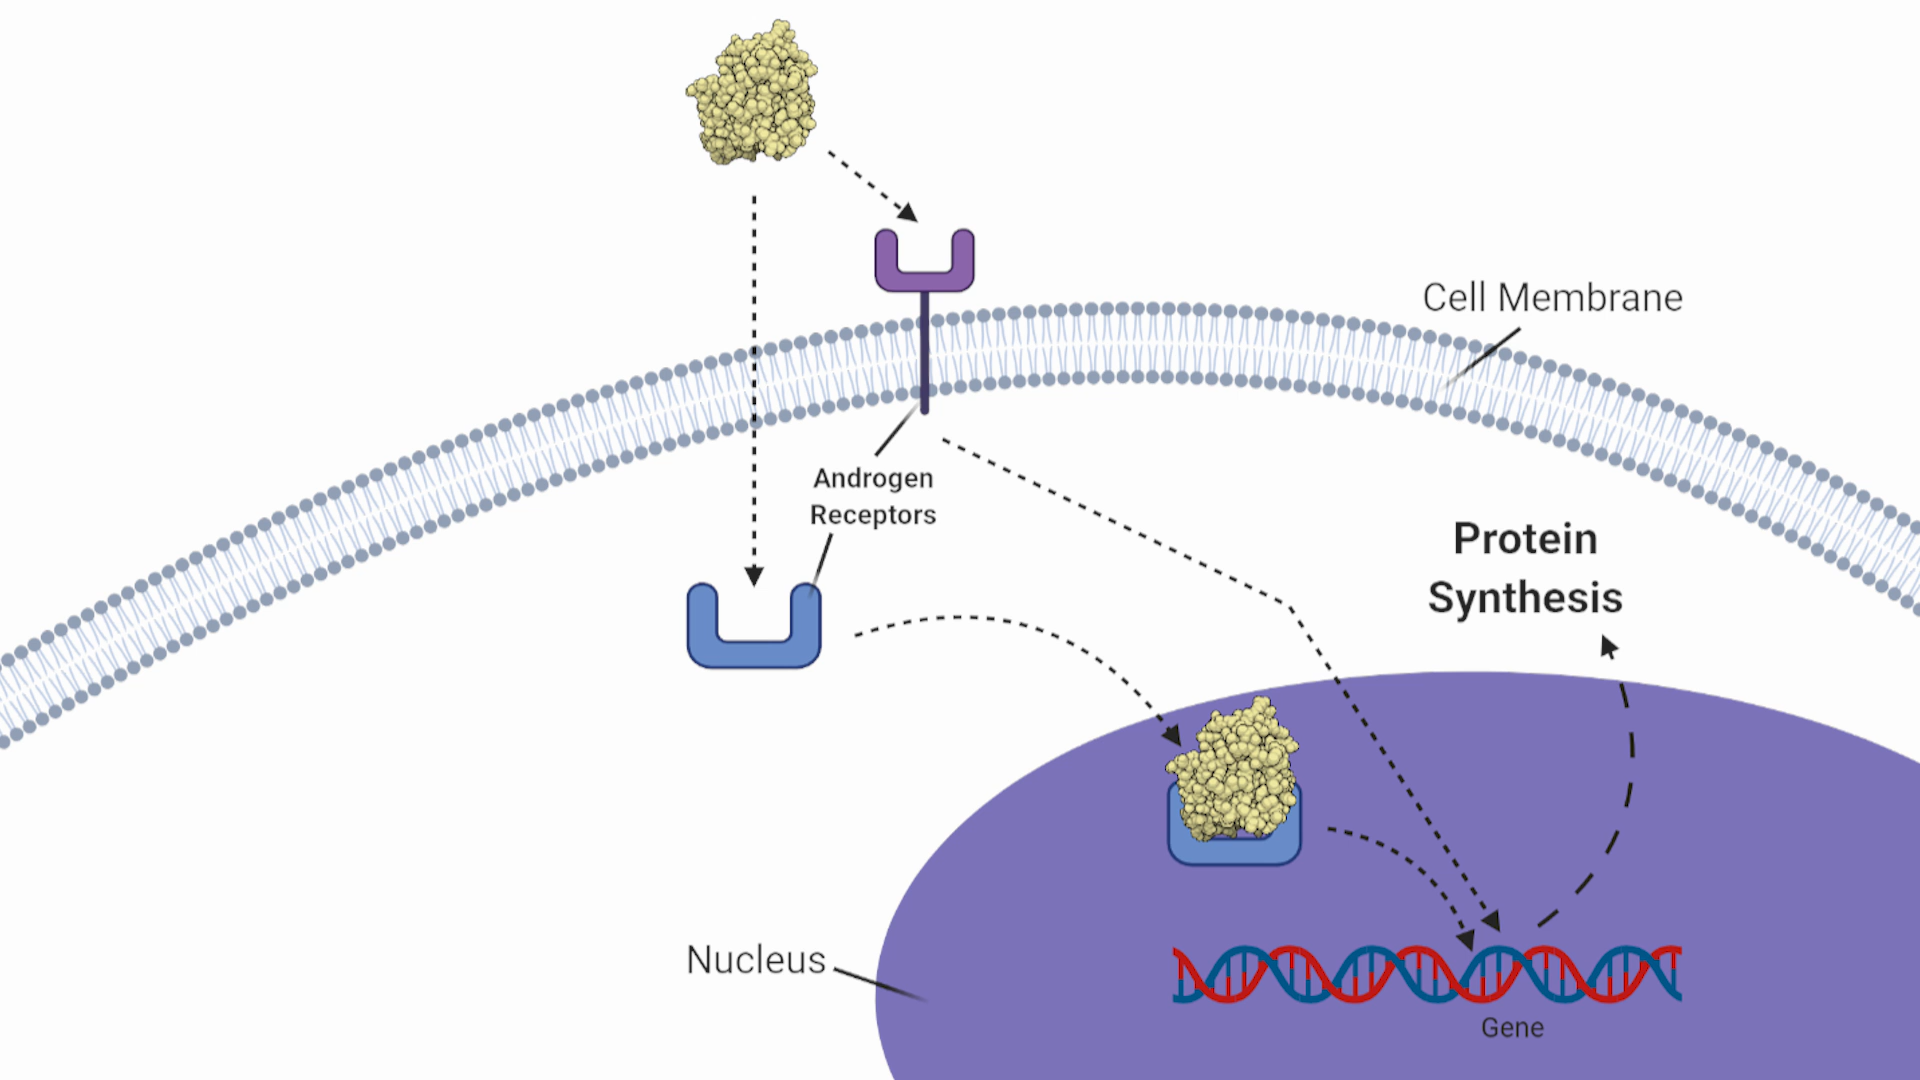 Cell Membrane
Androgen
Receptors
Protein
Synthesis
Nucleus
Gene